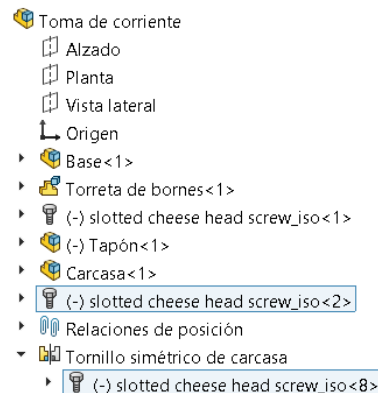 Toma de corriente
Alzado
Planta
Vista lateral
Origen
Base<1>
Torreta de bornes<1>
(-) slotted cheese head screw_iso<1>
(-) Tapón<1>
Carcasa<1>
(-) slotted cheese head screw_iso<2>
Relaciones de posición
Tornillo simétrico de carcasa
(-) slotted cheese head screw_iso<8>